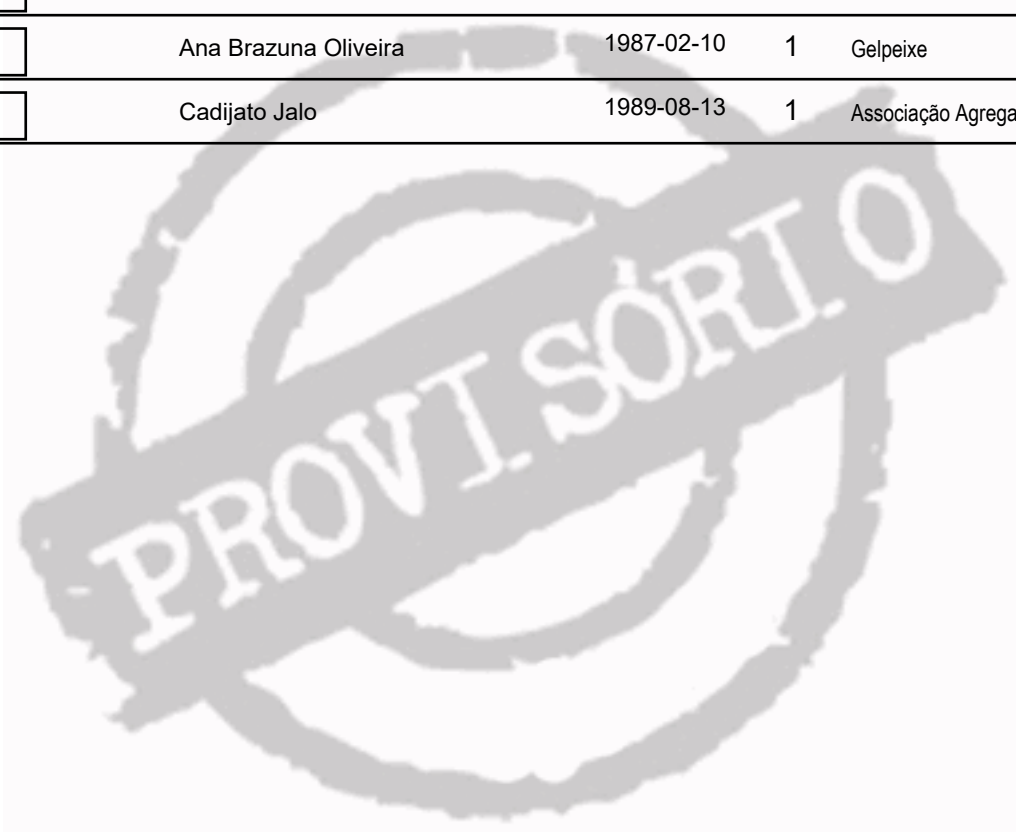 Ana Brazuna Oliveira 1987-02-10 1 Gelpeixe
Cadijato Jalo 1989-08-13 1 Associação Agrega
PROVISÓRIO